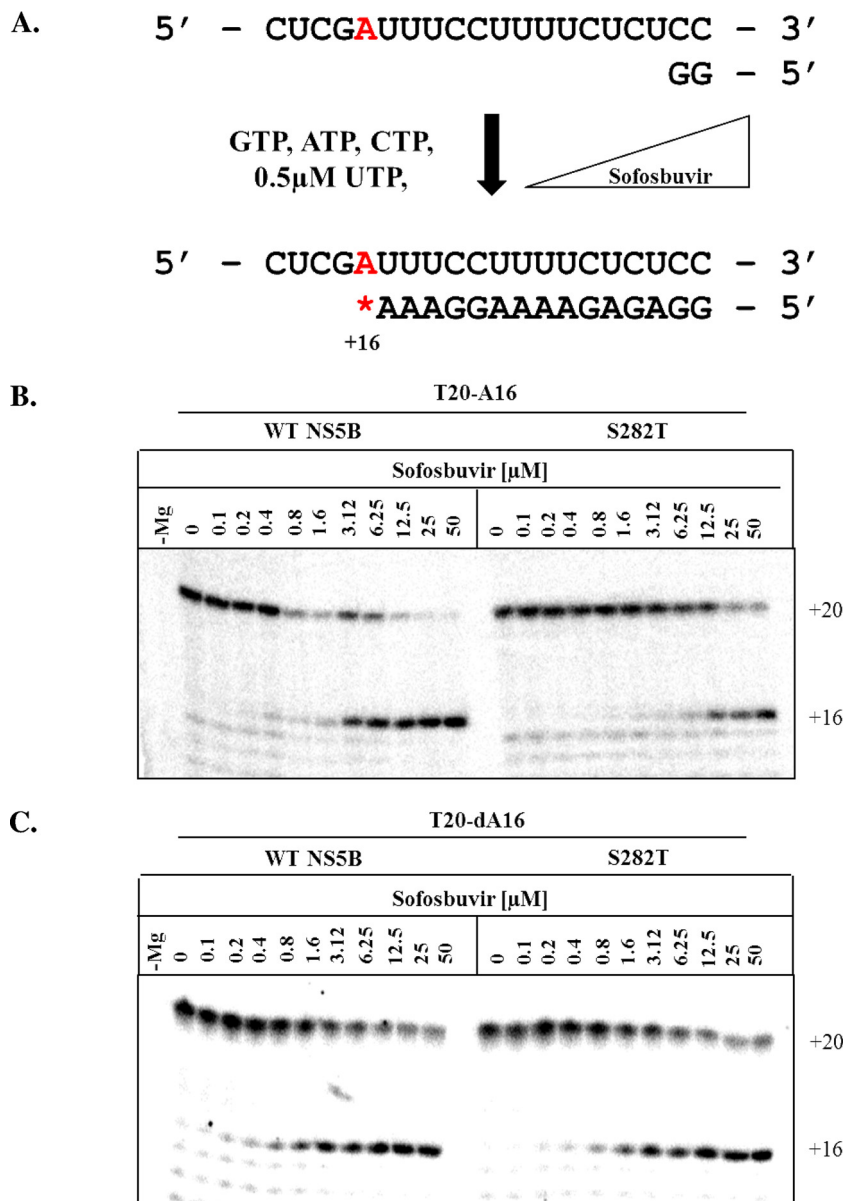 A.
5′ - CUCGAUUUCCUUUUCUCUCC - 3′
GG - 5′
GTP, ATP, CTP,
0.5µM UTP,
Sofosbuvir
5′ - CUCGAUUUCCUUUUCUCUCC - 3′
*AAAGGAAAAGAGAGG - 5′
+16
B.
T20-A16
WT NS5B S282T
Sofosbuvir [µM]
-Mg 0 0.1 0.2 0.4 0.8 1.6 3.12 6.25 12.5 25 50 0 0.1 0.2 0.4 0.8 1.6 3.12 6.25 12.5 25 50
+20
+16
C.
T20-dA16
WT NS5B S282T
Sofosbuvir [µM]
-Mg 0 0.1 0.2 0.4 0.8 1.6 3.12 6.25 12.5 25 50 0 0.1 0.2 0.4 0.8 1.6 3.12 6.25 12.5 25 50
+20
+16